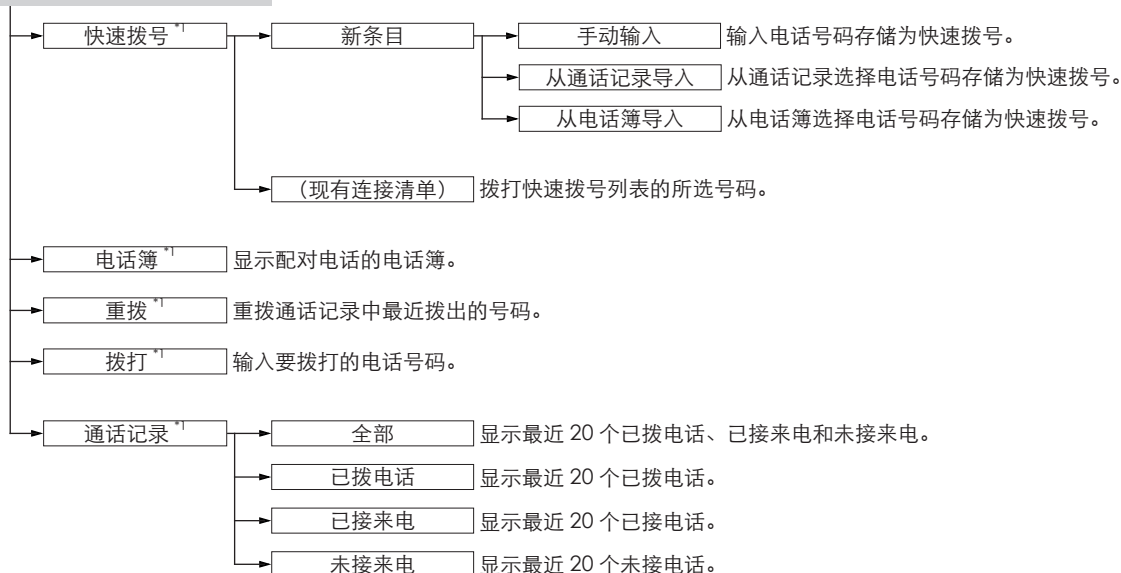 快速拨号*1 新条目 手动输入 输入电话号码存储为快速拨号。
从通话记录导入 从通话记录选择电话号码存储为快速拨号。
从电话簿导入 从电话簿选择电话号码存储为快速拨号。
（现有连接清单） 拨打快速拨号列表的所选号码。
电话簿*1 显示配对电话的电话簿。
重拨*1 重拨通话记录中最近拨出的号码。
拨打*1 输入要拨打的电话号码。
通话记录*1 全部 显示最近 20 个已拨电话、已接来电和未接来电。
已拨电话 显示最近 20 个已拨电话。
已接来电 显示最近 20 个已接电话。
未接来电 显示最近 20 个未接电话。